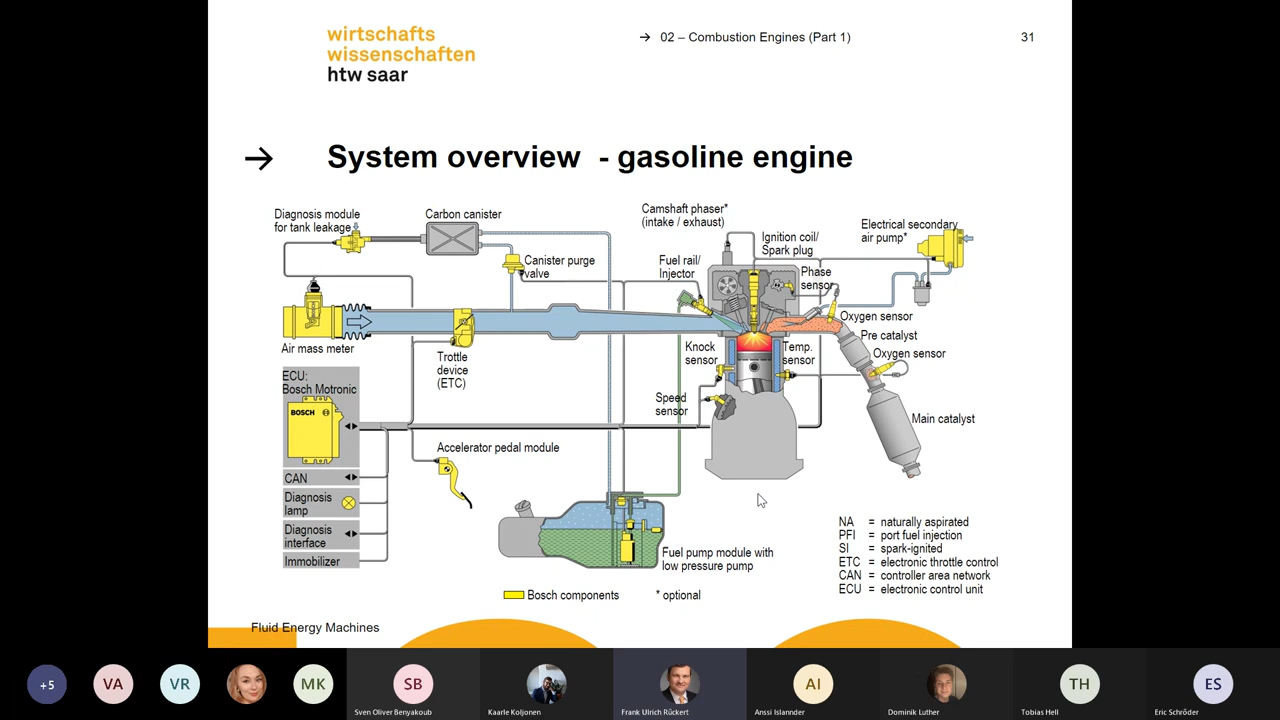 wirtschafts
wissenschaften
htw saar
→ 02 – Combustion Engines (Part 1)
31
→ System overview - gasoline engine
Diagnosis module
for tank leakage
Carbon canister
Canister purge
valve
Camshaft phaser*
(intake / exhaust)
Fuel rail/
Injector
Ignition coil/
Spark plug
Phase
sensor
Electrical secondary
air pump*
Air mass meter
Trottle
device
(ETC)
Knock
sensor
Temp.
sensor
Oxygen sensor
Pre catalyst
Oxygen sensor
Speed
sensor
Main catalyst
ECU:
Bosch Motronic
BOSCH
CAN
Diagnosis
lamp
Diagnosis
interface
Immobilizer
Accelerator pedal module
Fuel pump module with
low pressure pump
Bosch components
* optional
NA = naturally aspirated
PFI = port fuel injection
SI = spark-ignited
ETC = electronic throttle control
CAN = controller area network
ECU = electronic control unit
Fluid Energy Machines
+5
VA
VR
MK
SB
Sven Oliver Benyakoub
Kaarle Koljonen
Frank Ulrich Rückert
AI
Anssi Islannder
Dominik Luther
TH
Tobias Hell
ES
Eric Schröder